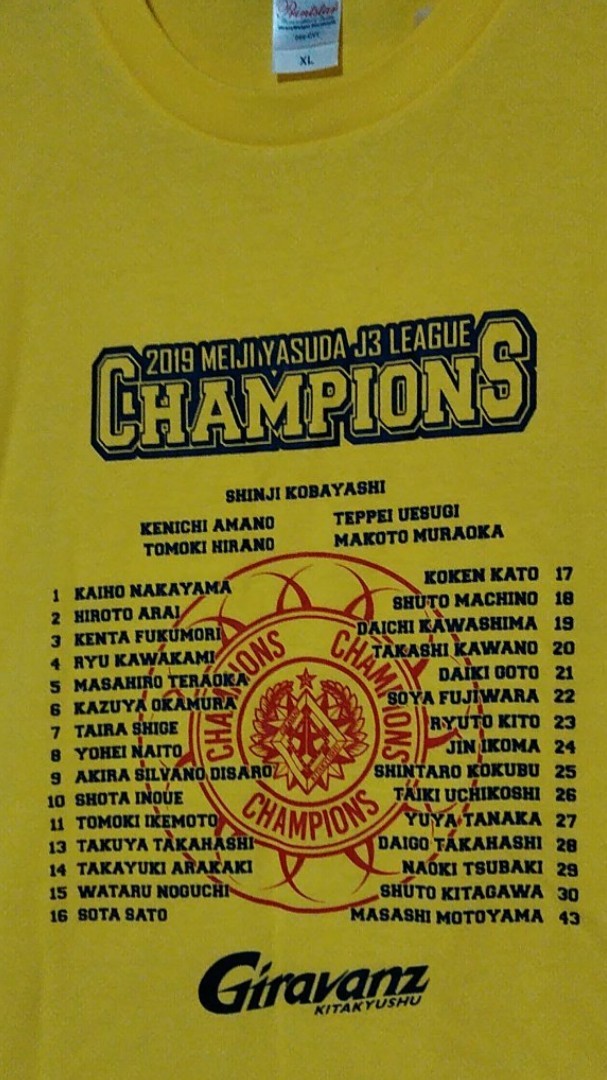 Printstar
XL
2019 MEIJI YASUDA J3 LEAGUE
CHAMPIONS
SHINJI KOBAYASHI
KENICHI AMANO TEPPEI UESUGI
TOMOKI HIRANO MAKOTO MURAOKA
1 KAIHO NAKAYAMA
2 HIROTO ARAI
3 KENTA FUKUMORI
4 RYU KAWAKAMI
5 MASAHIRO TERAOKA
6 KAZUYA OKAMURA
7 TAIRA SHIGE
8 YOHEI NAITO
9 AKIRA SILVANO DISARO
10 SHOTA INOUE
11 TOMOKI IKEMOTO
13 TAKUYA TAKAHASHI
14 TAKAYUKI ARAKAKI
15 WATARU NOGUCHI
16 SOTA SATO
KOKEN KATO 17
SHUTO MACHINO 18
DAICHI KAWASHIMA 19
TAKASHI KAWANO 20
DAIKI GOTO 21
SOYA FUJIWARA 22
RYUTO KITO 23
JIN IKOMA 24
SHINTARO KOKUBU 25
TAIKI UCHIKOSHI 26
YUYA TANAKA 27
DAIGO TAKAHASHI 28
NAOKI TSUBAKI 29
SHUTO KITAGAWA 30
MASASHI MOTOYAMA 43
CHAMPIONS
CHAMPIONS
CHAMPIONS
Giravanz
KITAKYUSHU